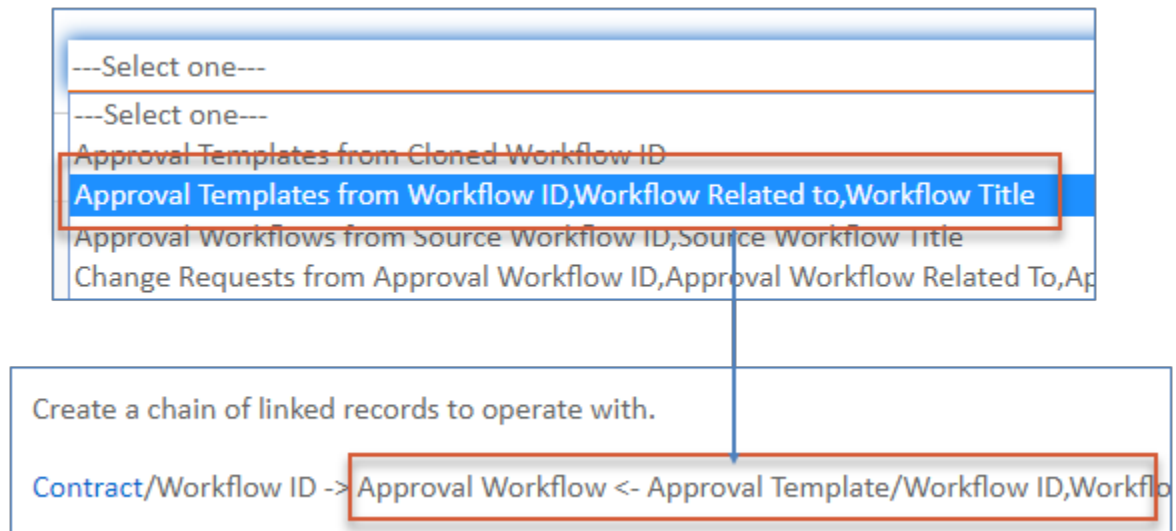 ---Select one---
---Select one---
Approval Templates from Cloned Workflow ID
Approval Templates from Workflow ID,Workflow Related to,Workflow Title
Approval Workflows from Source Workflow ID,Source Workflow Title
Change Requests from Approval Workflow ID,Approval Workflow Related To,Ap
Create a chain of linked records to operate with.
Contract/Workflow ID -> Approval Workflow <- Approval Template/Workflow ID,Workflo